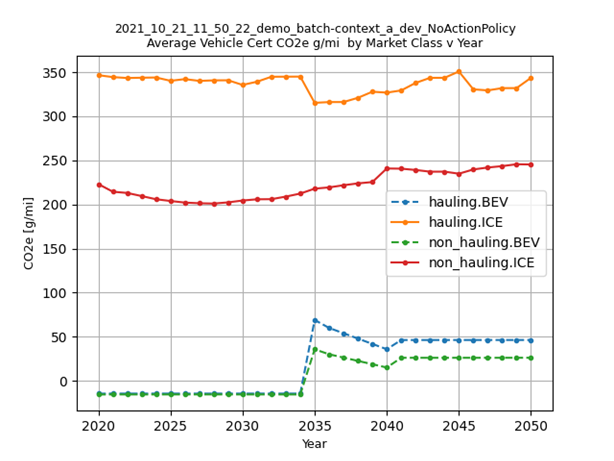 2021_10_21_11_50_22_demo_batch-context_a_dev_NoActionPolicy
Average Vehicle Cert CO2e g/mi  by Market Class v Year
350
300
250
200
150
100
50
0
CO2e [g/mi]
hauling.BEV
hauling.ICE
non_hauling.BEV
non_hauling.ICE
2020 2025 2030 2035 2040 2045 2050
Year